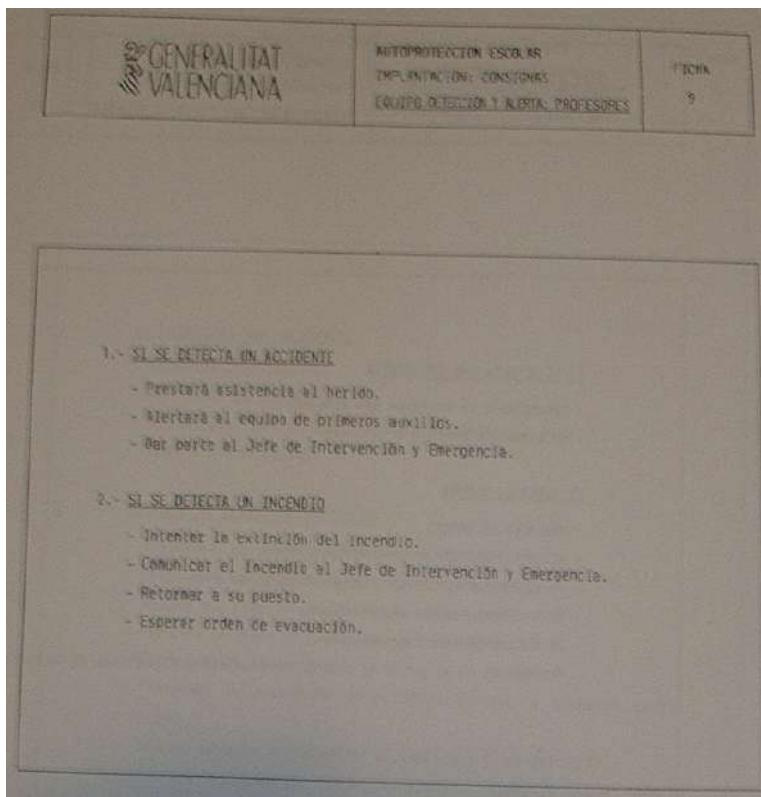 GENERALITAT
VALENCIANA
AUTOPROTECCION ESCOLAR
IMPLANTACIÓN: CONSIGNAS
EQUIPO DETECCIÓN Y ALERTA: PROFESORES
FICHA
9
1.- SI SE DETECTA UN ACCIDENTE
- Prestará asistencia al herido.
- Alertará al equipo de primeros auxilios.
- Dar parte al Jefe de Intervención y Emergencia.
2.- SI SE DETECTA UN INCENDIO
- Intentar la extinción del incendio.
- Comunicar el Incendio al Jefe de Intervención y Emergencia.
- Retornar a su puesto.
- Esperar orden de evacuación.